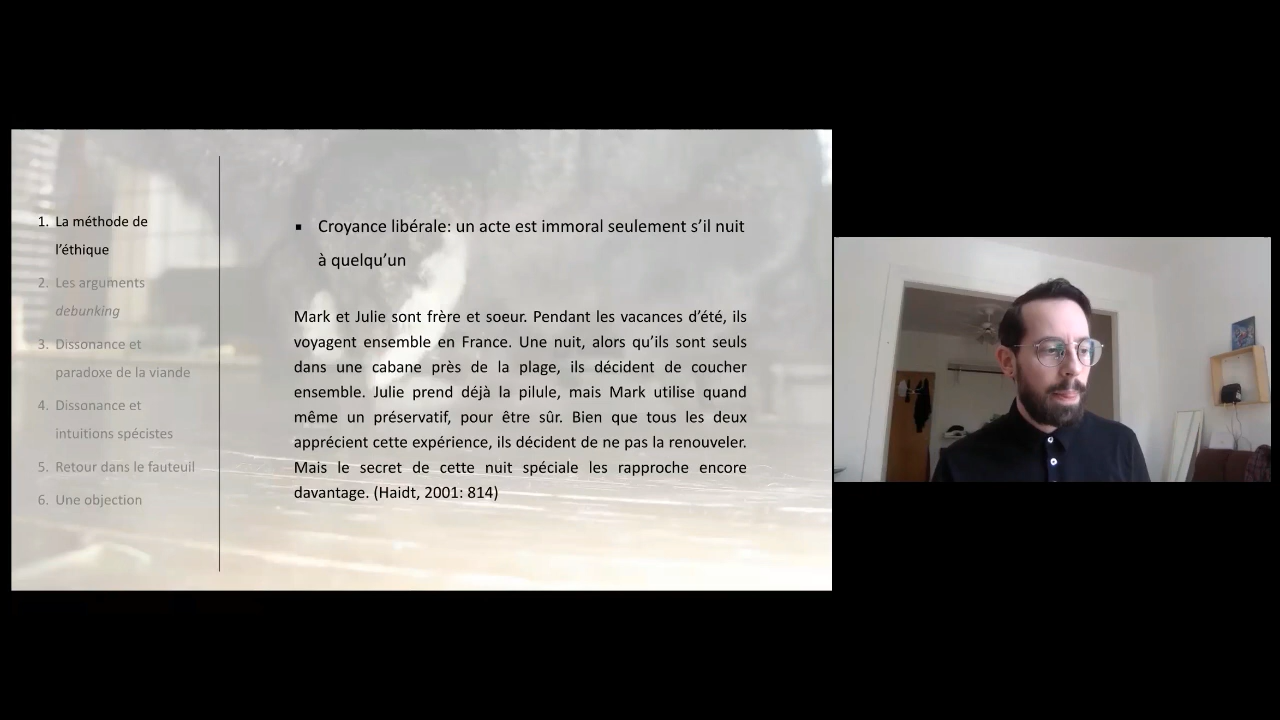 1. La méthode de
l’éthique
2. Les arguments
debunking
3. Dissonance et
paradoxe de la viande
4. Dissonance et
intuitions spécistes
5. Retour dans le fauteuil
6. Une objection
▪ Croyance libérale: un acte est immoral seulement s’il nuit
à quelqu’un
Mark et Julie sont frère et soeur. Pendant les vacances d’été, ils
voyagent ensemble en France. Une nuit, alors qu’ils sont seuls
dans une cabane près de la plage, ils décident de coucher
ensemble. Julie prend déjà la pilule, mais Mark utilise quand
même un préservatif, pour être sûr. Bien que tous les deux
apprécient cette expérience, ils décident de ne pas la renouveler.
Mais le secret de cette nuit spéciale les rapproche encore
davantage. (Haidt, 2001: 814)